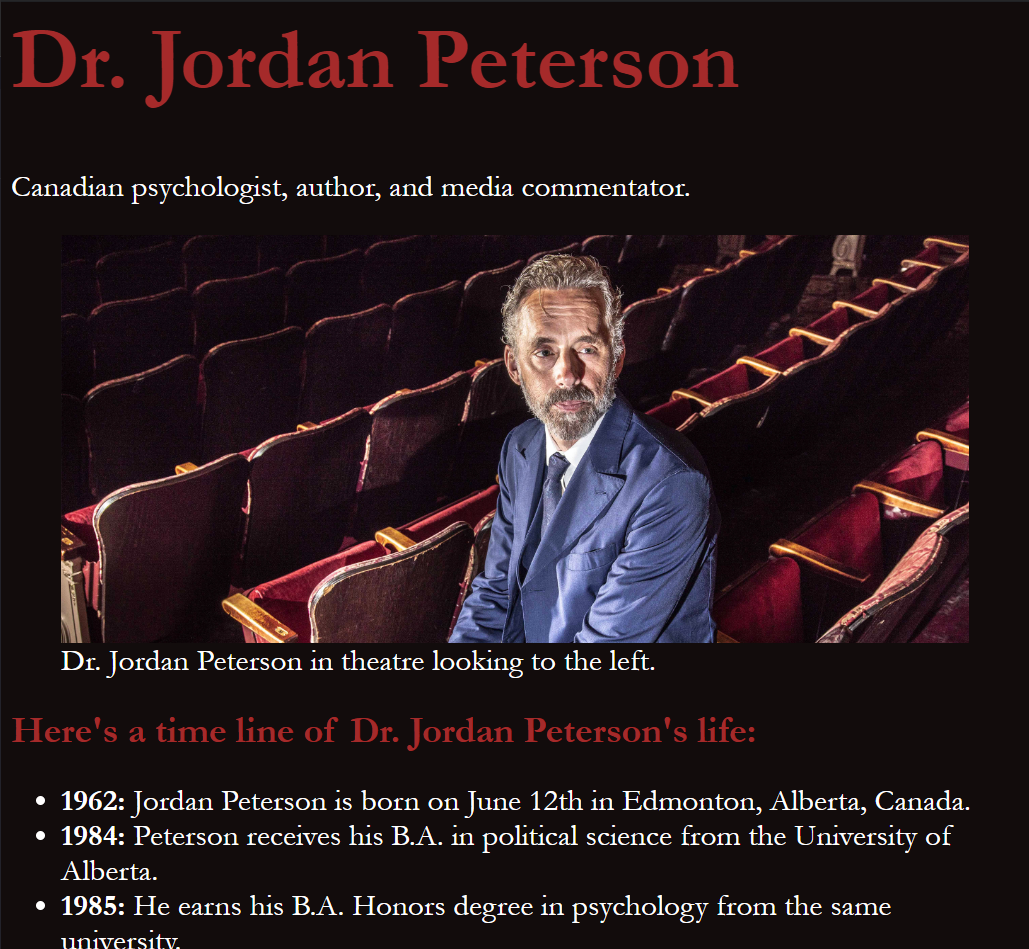 Dr. Jordan Peterson
Canadian psychologist, author, and media commentator.
Dr. Jordan Peterson in theatre looking to the left.
Here's a time line of Dr. Jordan Peterson's life:
• 1962: Jordan Peterson is born on June 12th in Edmonton, Alberta, Canada.
• 1984: Peterson receives his B.A. in political science from the University of
Alberta.
• 1985: He earns his B.A. Honors degree in psychology from the same
university.